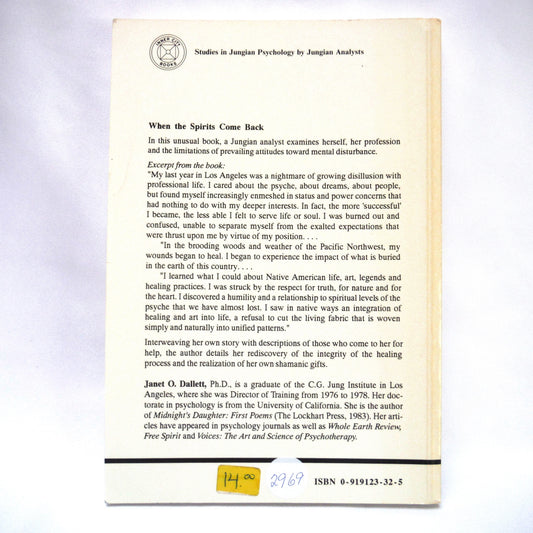 INNER CITY
BOOKS
Studies in Jungian Psychology by Jungian Analysts
When the Spirits Come Back
In this unusual book, a Jungian analyst examines herself, her profession
and the limitations of prevailing attitudes toward mental disturbance.
Excerpt from the book:
"My last year in Los Angeles was a nightmare of growing disillusion with
professional life. I cared about the psyche, about dreams, about people,
but found myself increasingly enmeshed in status and power concerns that
had nothing to do with my deeper interests. In fact, the more 'successful'
I became, the less able I felt to serve life or soul. I was burned out and
confused, unable to separate myself from the exalted expectations that
were thrust upon me by virtue of my position. . . .
"In the brooding woods and weather of the Pacific Northwest, my
wounds began to heal. I began to experience the impact of what is buried
in the earth of this country. . . .
"I learned what I could about Native American life, art, legends and
healing practices. I was struck by the respect for truth, for nature and for
the heart. I discovered a humility and a relationship to spiritual levels of the
psyche that we have almost lost. I saw in native ways an integration of
healing and art into life, a refusal to cut the living fabric that is woven
simply and naturally into unified patterns."
Interweaving her own story with descriptions of those who come to her for
help, the author details her rediscovery of the integrity of the healing
process and the realization of her own shamanic gifts.
Janet O. Dallett, Ph.D., is a graduate of the C.G. Jung Institute in Los
Angeles, where she was Director of Training from 1976 to 1978. Her doc-
torate in psychology is from the University of California. She is the author
of Midnight's Daughter: First Poems (The Lockhart Press, 1983). Her arti-
cles have appeared in psychology journals as well as Whole Earth Review,
Free Spirit and Voices: The Art and Science of Psychotherapy.
14.00
2969
ISBN 0-919123-32-5